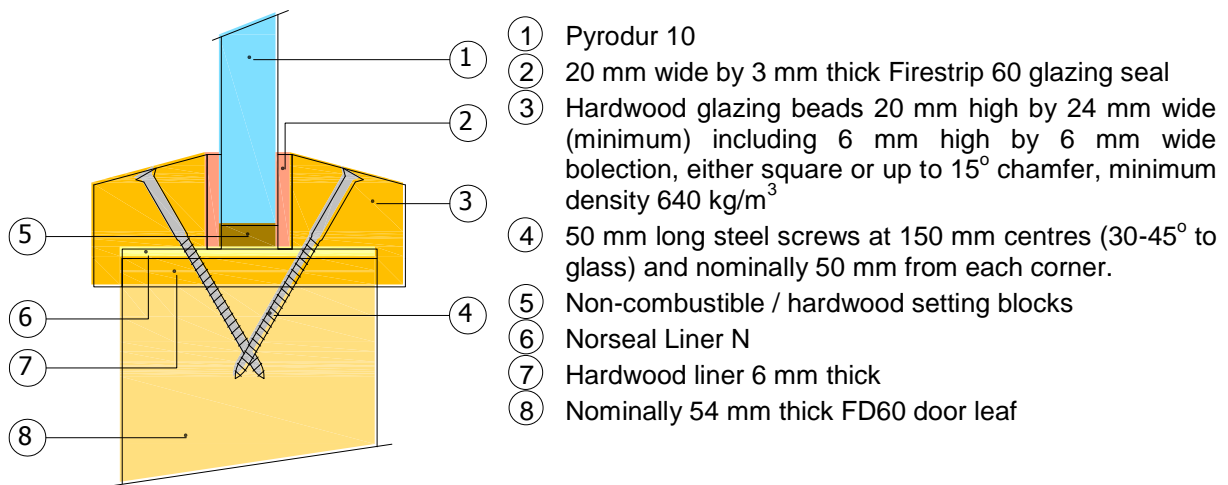 1 Pyrodur 10
2 20 mm wide by 3 mm thick Firestrip 60 glazing seal
3 Hardwood glazing beads 20 mm high by 24 mm wide
(minimum) including 6 mm high by 6 mm wide
bolection, either square or up to 15° chamfer, minimum
density 640 kg/m³
4 50 mm long steel screws at 150 mm centres (30-45° to
glass) and nominally 50 mm from each corner.
5 Non-combustible / hardwood setting blocks
6 Norseal Liner N
7 Hardwood liner 6 mm thick
8 Nominally 54 mm thick FD60 door leaf
1
2
3
5
6
4
7
8